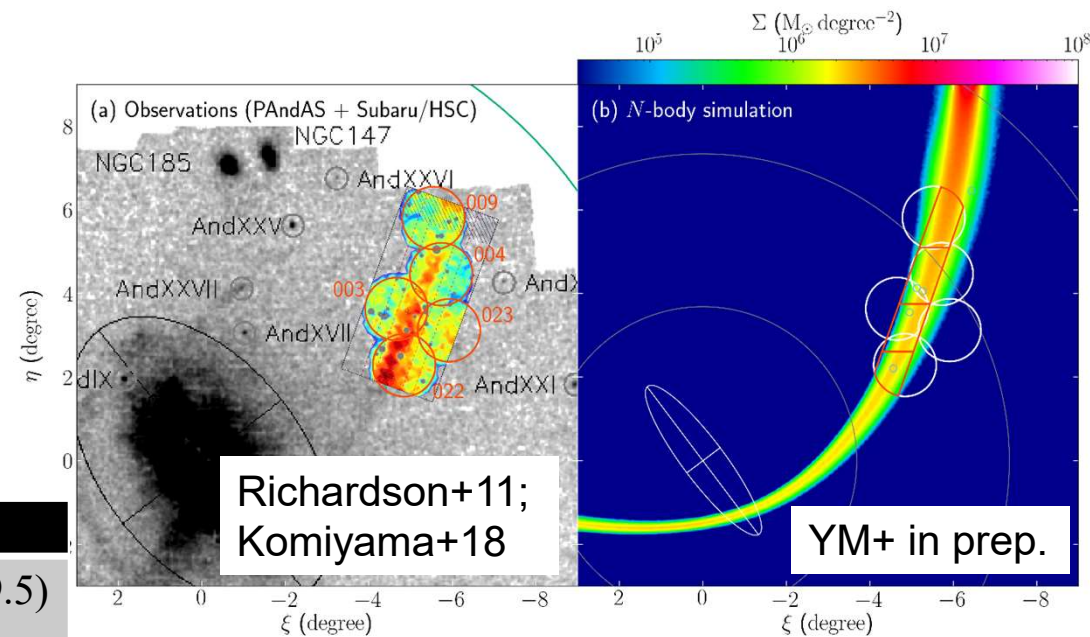 Σ (M⊙ degree⁻²)
10⁵ 10⁶ 10⁷ 10⁸
(a) Observations (PAndAS + Subaru/HSC)
(b) N-body simulation
NGC147
NGC185
AndXXVI
009
AndXXV
004
AndXXVII
003
AndX
023
AndXVII
dIX
AndXXI
022
Richardson+11;
Komiyama+18
YM+ in prep.
η (degree)
8
6
4
2
0
2 0 −2 −4 −6 −8
2 0 −2 −4 −6 −8
ξ (degree)
ξ (degree)
.5)